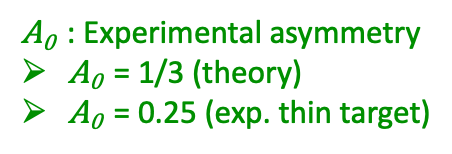 A₀ : Experimental asymmetry
➢ A₀ = 1/3 (theory)
➢ A₀ = 0.25 (exp. thin target)